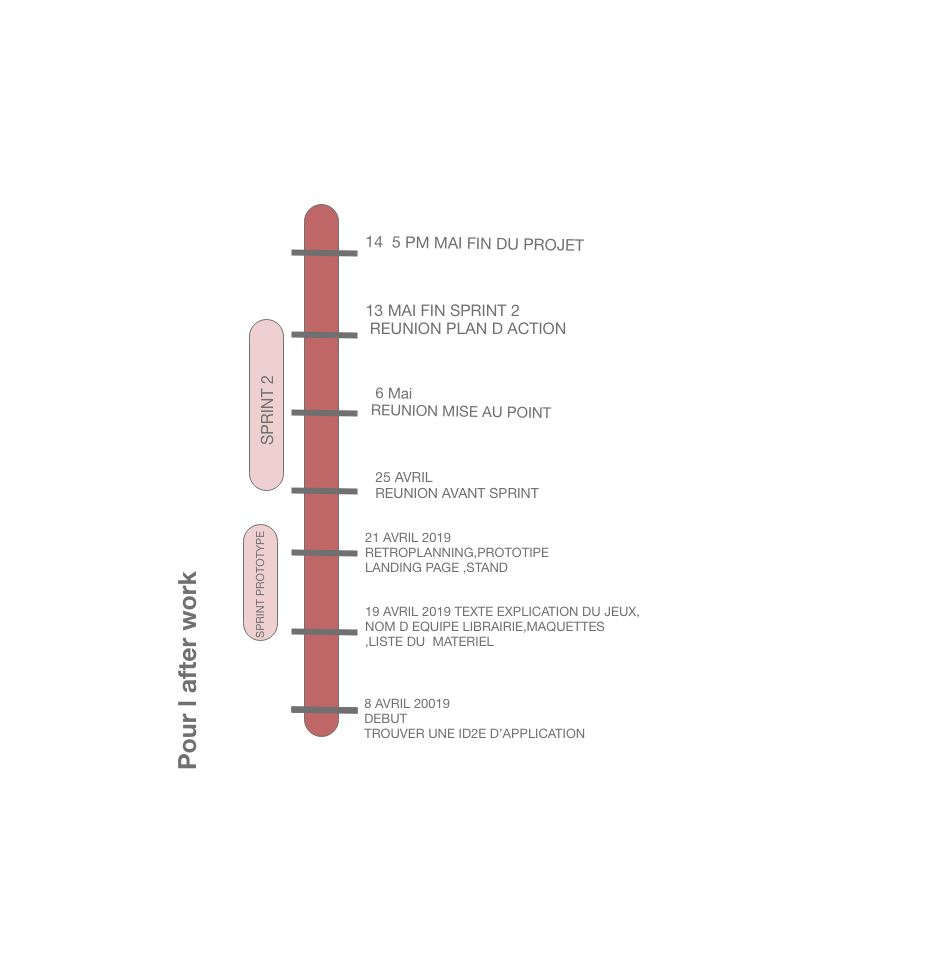 14  5 PM MAI FIN DU PROJET
13 MAI FIN SPRINT 2
REUNION PLAN D ACTION
SPRINT 2
6 Mai
REUNION MISE AU POINT
25 AVRIL
REUNION AVANT SPRINT
SPRINT PROTOTYPE
21 AVRIL 2019
RETROPLANNING,PROTOTIPE
LANDING PAGE ,STAND
Pour l after work
19 AVRIL 2019 TEXTE EXPLICATION DU JEUX,
NOM D EQUIPE LIBRAIRIE,MAQUETTES
,LISTE DU  MATERIEL
8 AVRIL 20019
DEBUT
TROUVER UNE ID2E D’APPLICATION